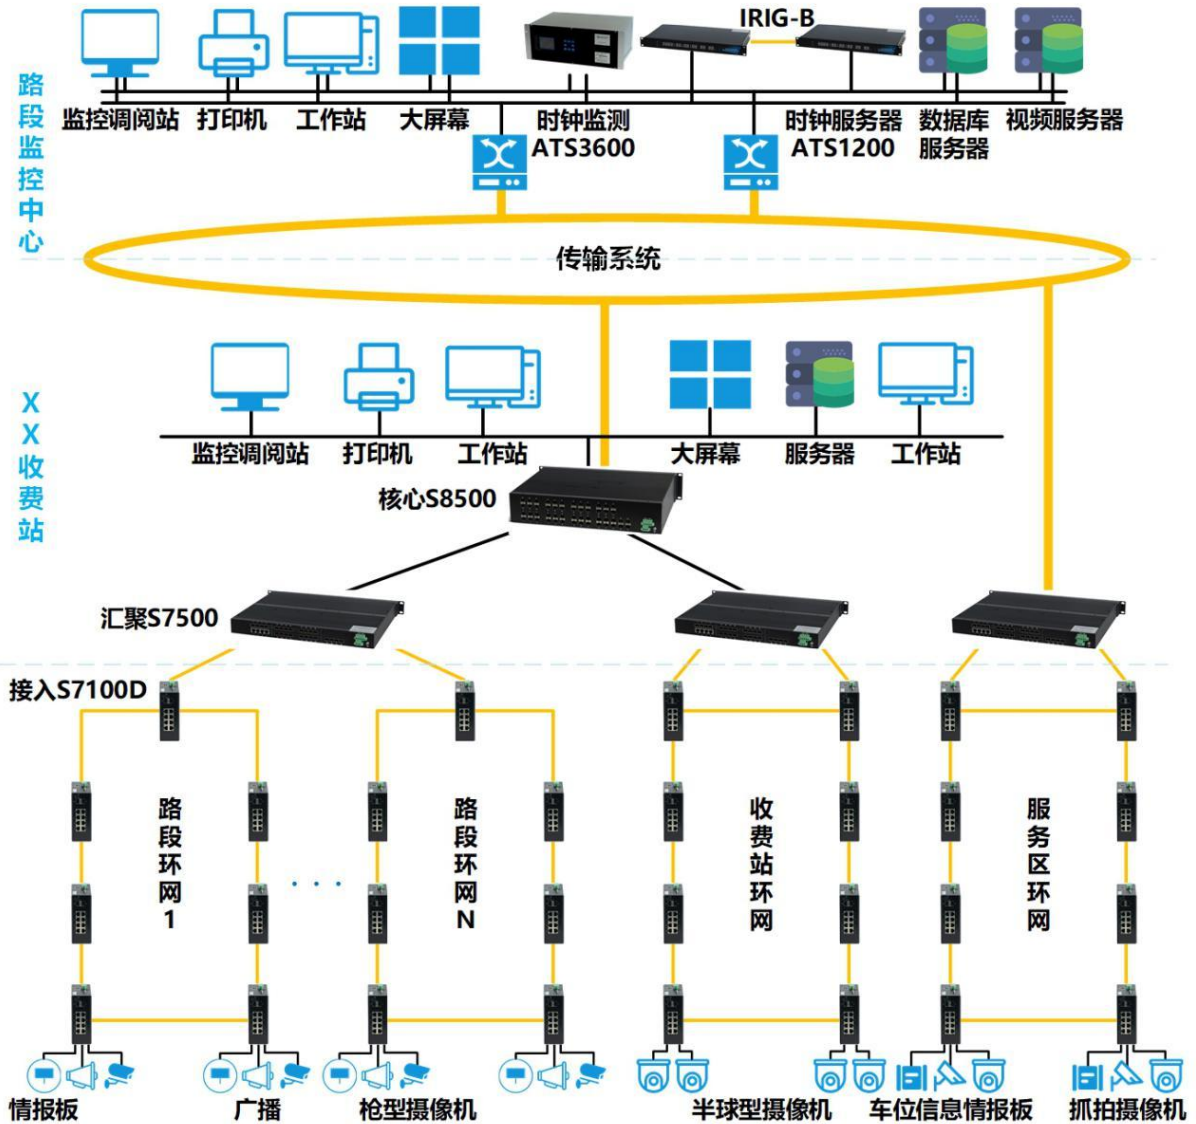 路段监控中心
IRIG-B
监控调阅站
打印机
工作站
大屏幕
时钟监测
ATS3600
时钟服务器
ATS1200
数据库
服务器
视频服务器
传输系统
XX收费站
监控调阅站
打印机
工作站
大屏幕
服务器
工作站
核心S8500
汇聚S7500
接入S7100D
路段环网1
· · ·
路段环网N
收费站环网
服务区环网
情报板
广播
枪型摄像机
半球型摄像机
车位信息情报板
抓拍摄像机